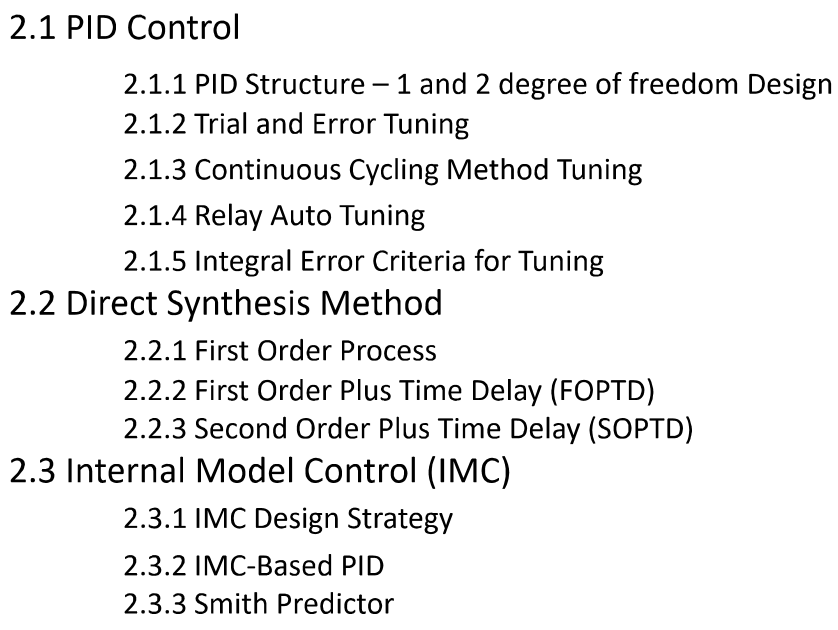 2.1 PID Control
2.1.1 PID Structure – 1 and 2 degree of freedom Design
2.1.2 Trial and Error Tuning
2.1.3 Continuous Cycling Method Tuning
2.1.4 Relay Auto Tuning
2.1.5 Integral Error Criteria for Tuning
2.2 Direct Synthesis Method
2.2.1 First Order Process
2.2.2 First Order Plus Time Delay (FOPTD)
2.2.3 Second Order Plus Time Delay (SOPTD)
2.3 Internal Model Control (IMC)
2.3.1 IMC Design Strategy
2.3.2 IMC-Based PID
2.3.3 Smith Predictor